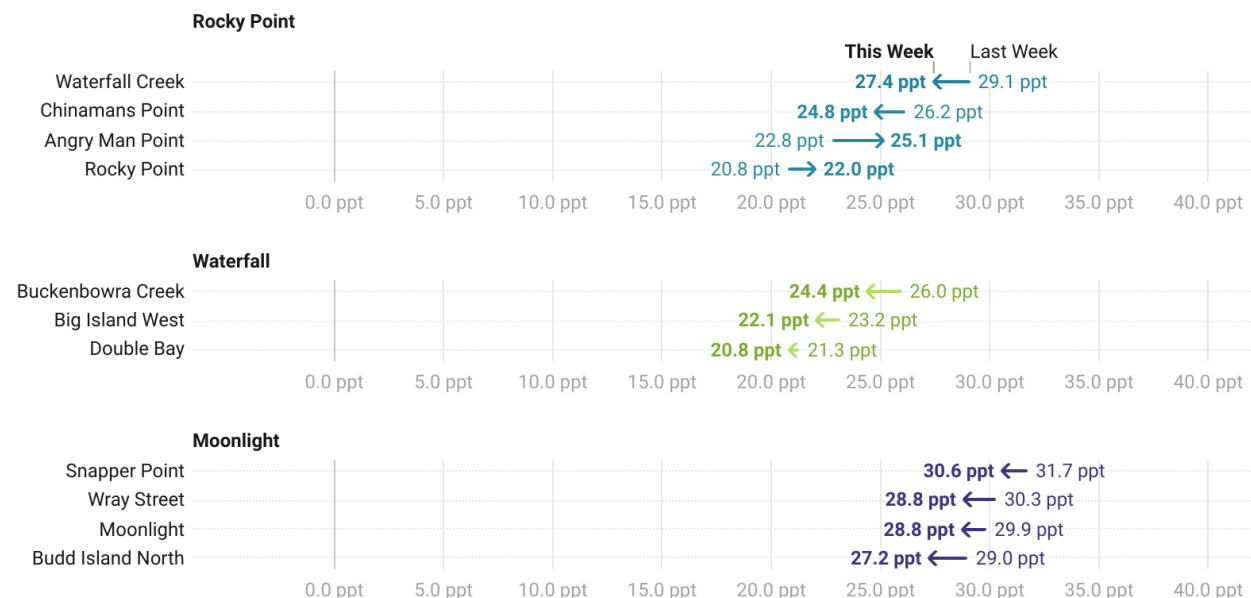 Rocky Point
This Week Last Week
Waterfall Creek 27.4 ppt 29.1 ppt
Chinamans Point 24.8 ppt 26.2 ppt
Angry Man Point 22.8 ppt 25.1 ppt
Rocky Point 20.8 ppt 22.0 ppt
0.0 ppt 5.0 ppt 10.0 ppt 15.0 ppt 20.0 ppt 25.0 ppt 30.0 ppt 35.0 ppt 40.0 ppt
Waterfall
Buckenbowra Creek 24.4 ppt 26.0 ppt
Big Island West 22.1 ppt 23.2 ppt
Double Bay 20.8 ppt 21.3 ppt
0.0 ppt 5.0 ppt 10.0 ppt 15.0 ppt 20.0 ppt 25.0 ppt 30.0 ppt 35.0 ppt 40.0 ppt
Moonlight
Snapper Point 30.6 ppt 31.7 ppt
Wray Street 28.8 ppt 30.3 ppt
Moonlight 28.8 ppt 29.9 ppt
Budd Island North 27.2 ppt 29.0 ppt
0.0 ppt 5.0 ppt 10.0 ppt 15.0 ppt 20.0 ppt 25.0 ppt 30.0 ppt 35.0 ppt 40.0 ppt